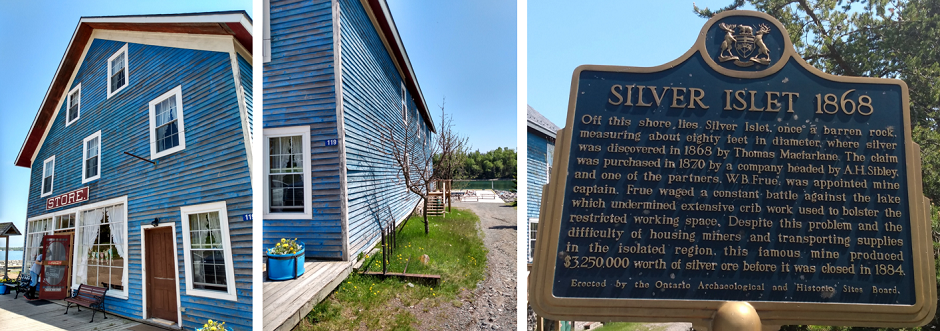 STORE
119
119
SILVER ISLET 1868
Off this shore lies Silver Islet, once a barren rock
measuring about eighty feet in diameter, where silver
was discovered in 1868 by Thomas Macfarlane. The claim
was purchased in 1870 by a company headed by A.H. Sibley,
and one of the partners, W.B. Frue, was appointed mine
captain. Frue waged a constant battle against the lake
which undermined extensive crib work used to bolster the
restricted working space. Despite this problem and the
difficulty of housing miners and transporting supplies
in the isolated region, this famous mine produced
$3,250,000 worth of silver ore before it was closed in 1884.
Erected by the Ontario Archaeological and Historic Sites Board.